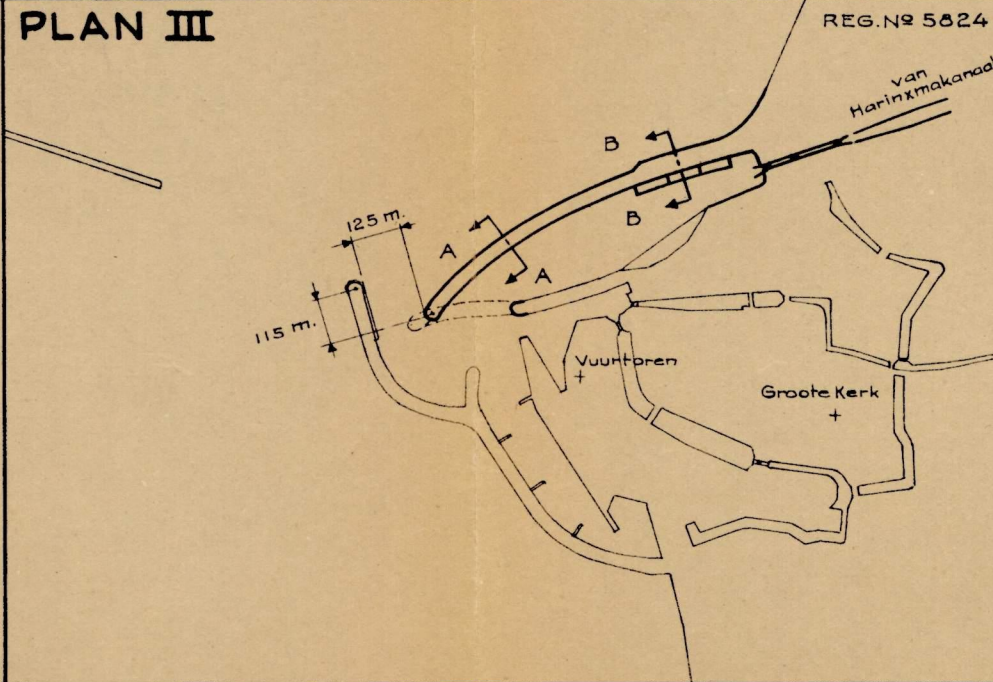 PLAN III
REG. Nº 5824
van
Harinxmakanaal
B
B
125 m.
A
A
115 m.
Vuurtoren
Groote Kerk